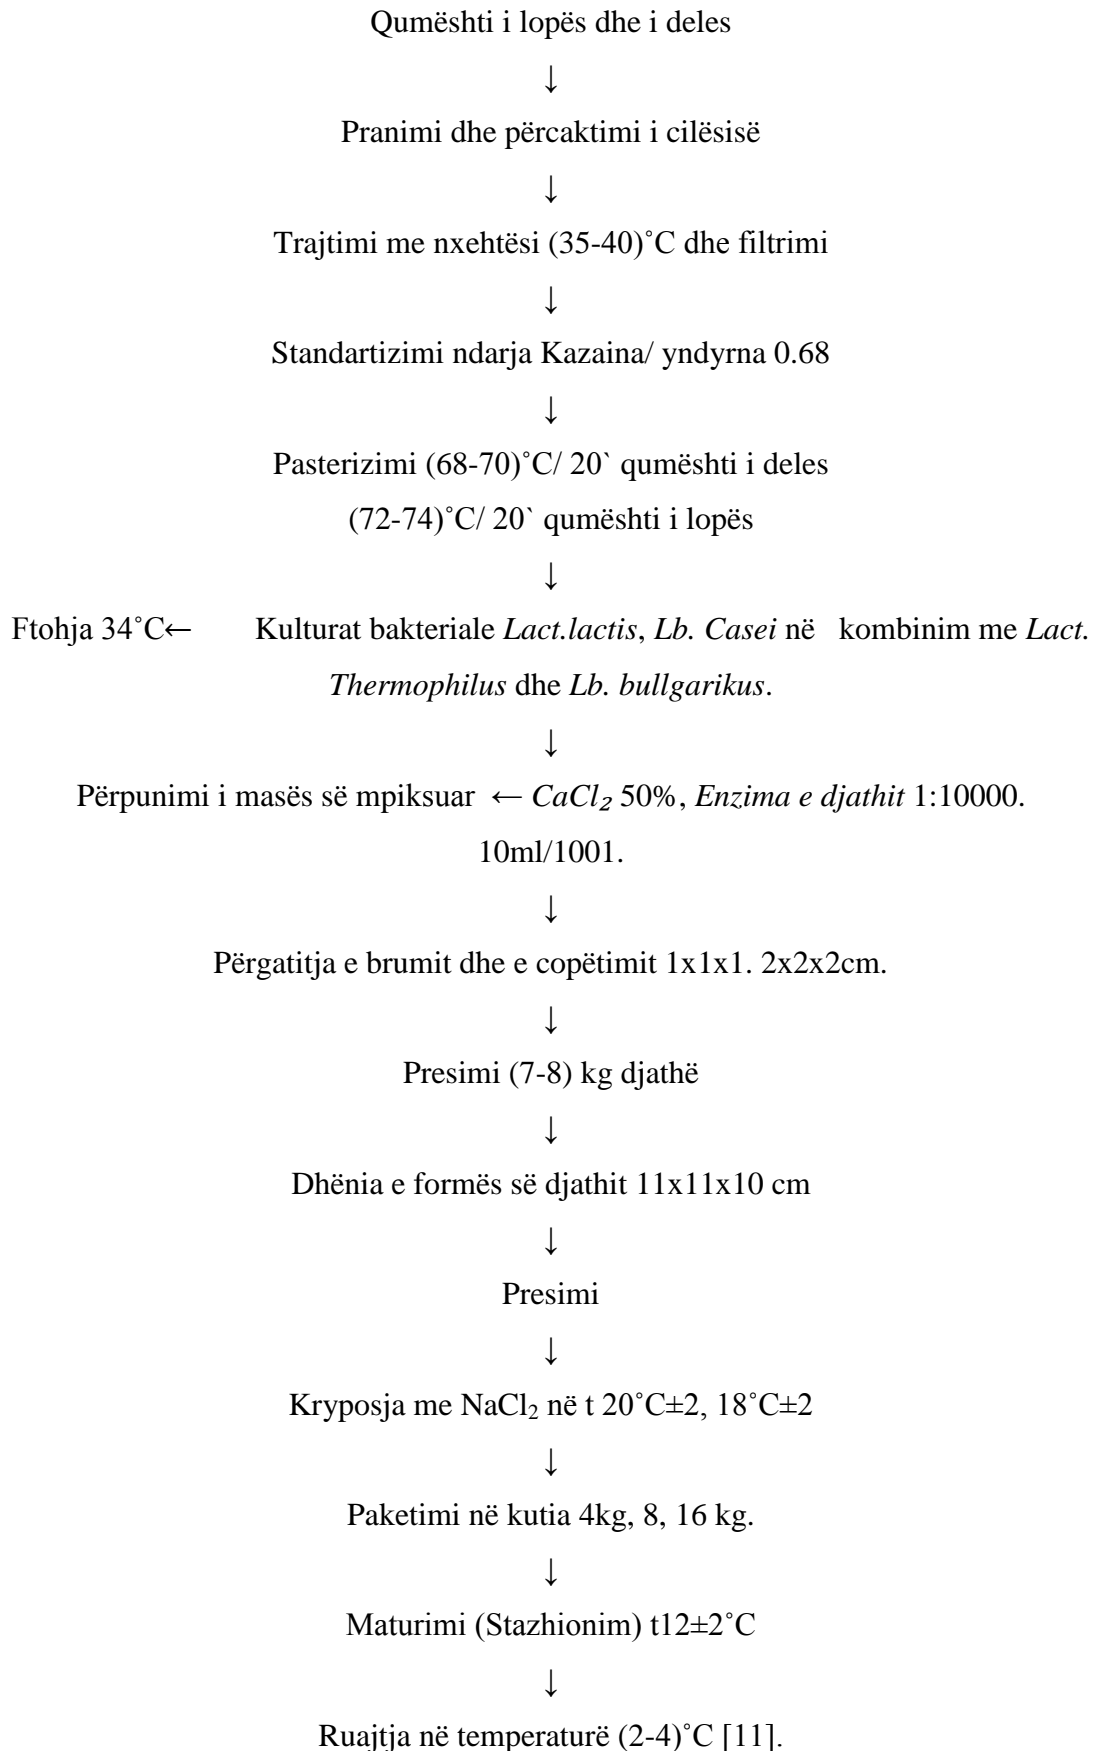 Qumështi i lopës dhe i deles
↓
Pranimi dhe përcaktimi i cilësisë
↓
Trajtimi me nxehtësi (35-40)˚C dhe filtrimi
↓
Standartizimi ndarja Kazaina/ yndyrna 0.68
↓
Pasterizimi (68-70)˚C/ 20` qumështi i deles
(72-74)˚C/ 20` qumështi i lopës
↓
Ftohja 34˚C← Kulturat bakteriale Lact.lactis, Lb. Casei në kombinim me Lact.
Thermophilus dhe Lb. bullgarikus.
↓
Përpunimi i masës së mpiksuar ← CaCl₂ 50%, Enzima e djathit 1:10000.
10ml/1001.
↓
Përgatitja e brumit dhe e copëtimit 1x1x1. 2x2x2cm.
↓
Presimi (7-8) kg djathë
↓
Dhënia e formës së djathit 11x11x10 cm
↓
Presimi
↓
Kryposja me NaCl₂ në t 20˚C±2, 18˚C±2
↓
Paketimi në kutia 4kg, 8, 16 kg.
↓
Maturimi (Stazhionim) t12±2˚C
↓
Ruajtja në temperaturë (2-4)˚C [11].